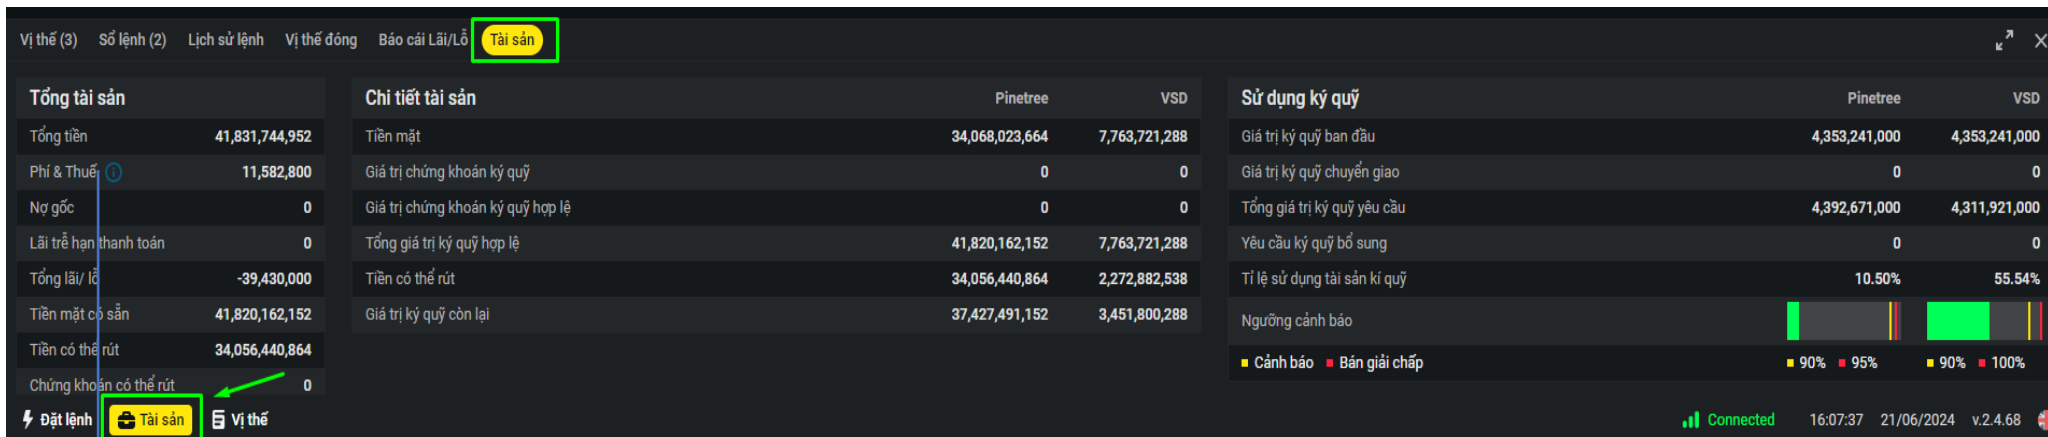 Vị thế (3) Sổ lệnh (2) Lịch sử lệnh Vị thế đóng Báo cái Lãi/Lỗ Tài sản
Tổng tài sản
Tổng tiền 41,831,744,952
Phí & Thuế 11,582,800
Nợ gốc 0
Lãi trễ hạn thanh toán 0
Tổng lãi/ lỗ -39,430,000
Tiền mặt có sẵn 41,820,162,152
Tiền có thể rút 34,056,440,864
Chứng khoán có thể rút 0
Chi tiết tài sản Pinetree VSD
Tiền mặt 34,068,023,664 7,763,721,288
Giá trị chứng khoán ký quỹ 0 0
Giá trị chứng khoán ký quỹ hợp lệ 0 0
Tổng giá trị ký quỹ hợp lệ 41,820,162,152 7,763,721,288
Tiền có thể rút 34,056,440,864 2,272,882,538
Giá trị ký quỹ còn lại 37,427,491,152 3,451,800,288
Sử dụng ký quỹ Pinetree VSD
Giá trị ký quỹ ban đầu 4,353,241,000 4,353,241,000
Giá trị ký quỹ chuyển giao 0 0
Tổng giá trị ký quỹ yêu cầu 4,392,671,000 4,311,921,000
Yêu cầu ký quỹ bổ sung 0 0
Tỉ lệ sử dụng tài sản kí quỹ 10.50% 55.54%
Ngưỡng cảnh báo
Cảnh báo Bán giải chấp 90% 95% 90% 100%
Đặt lệnh Tài sản Vị thế Connected 16:07:37 21/06/2024 v.2.4.68